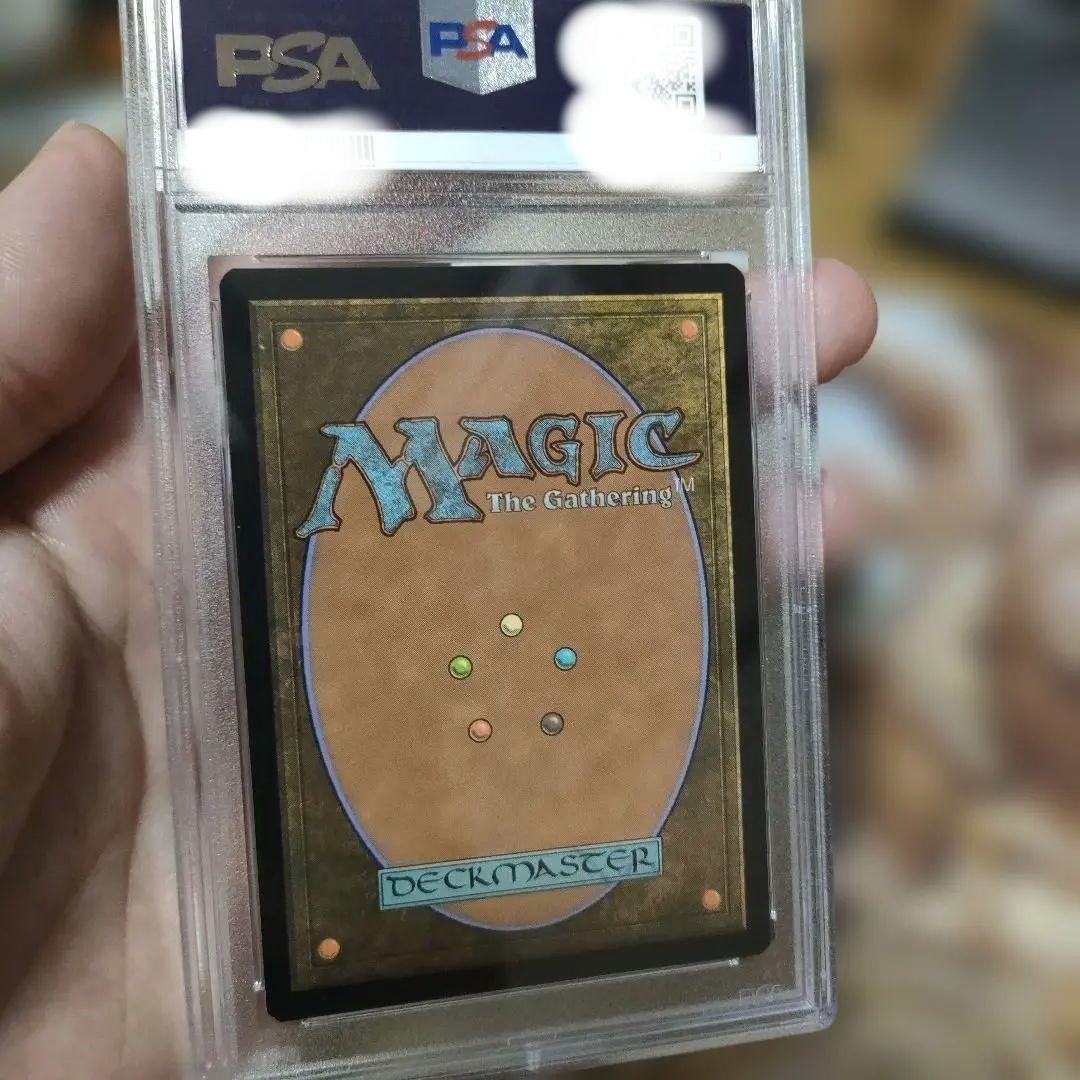 PSA
PSA
MAGIC
The Gathering™
DECKMASTER